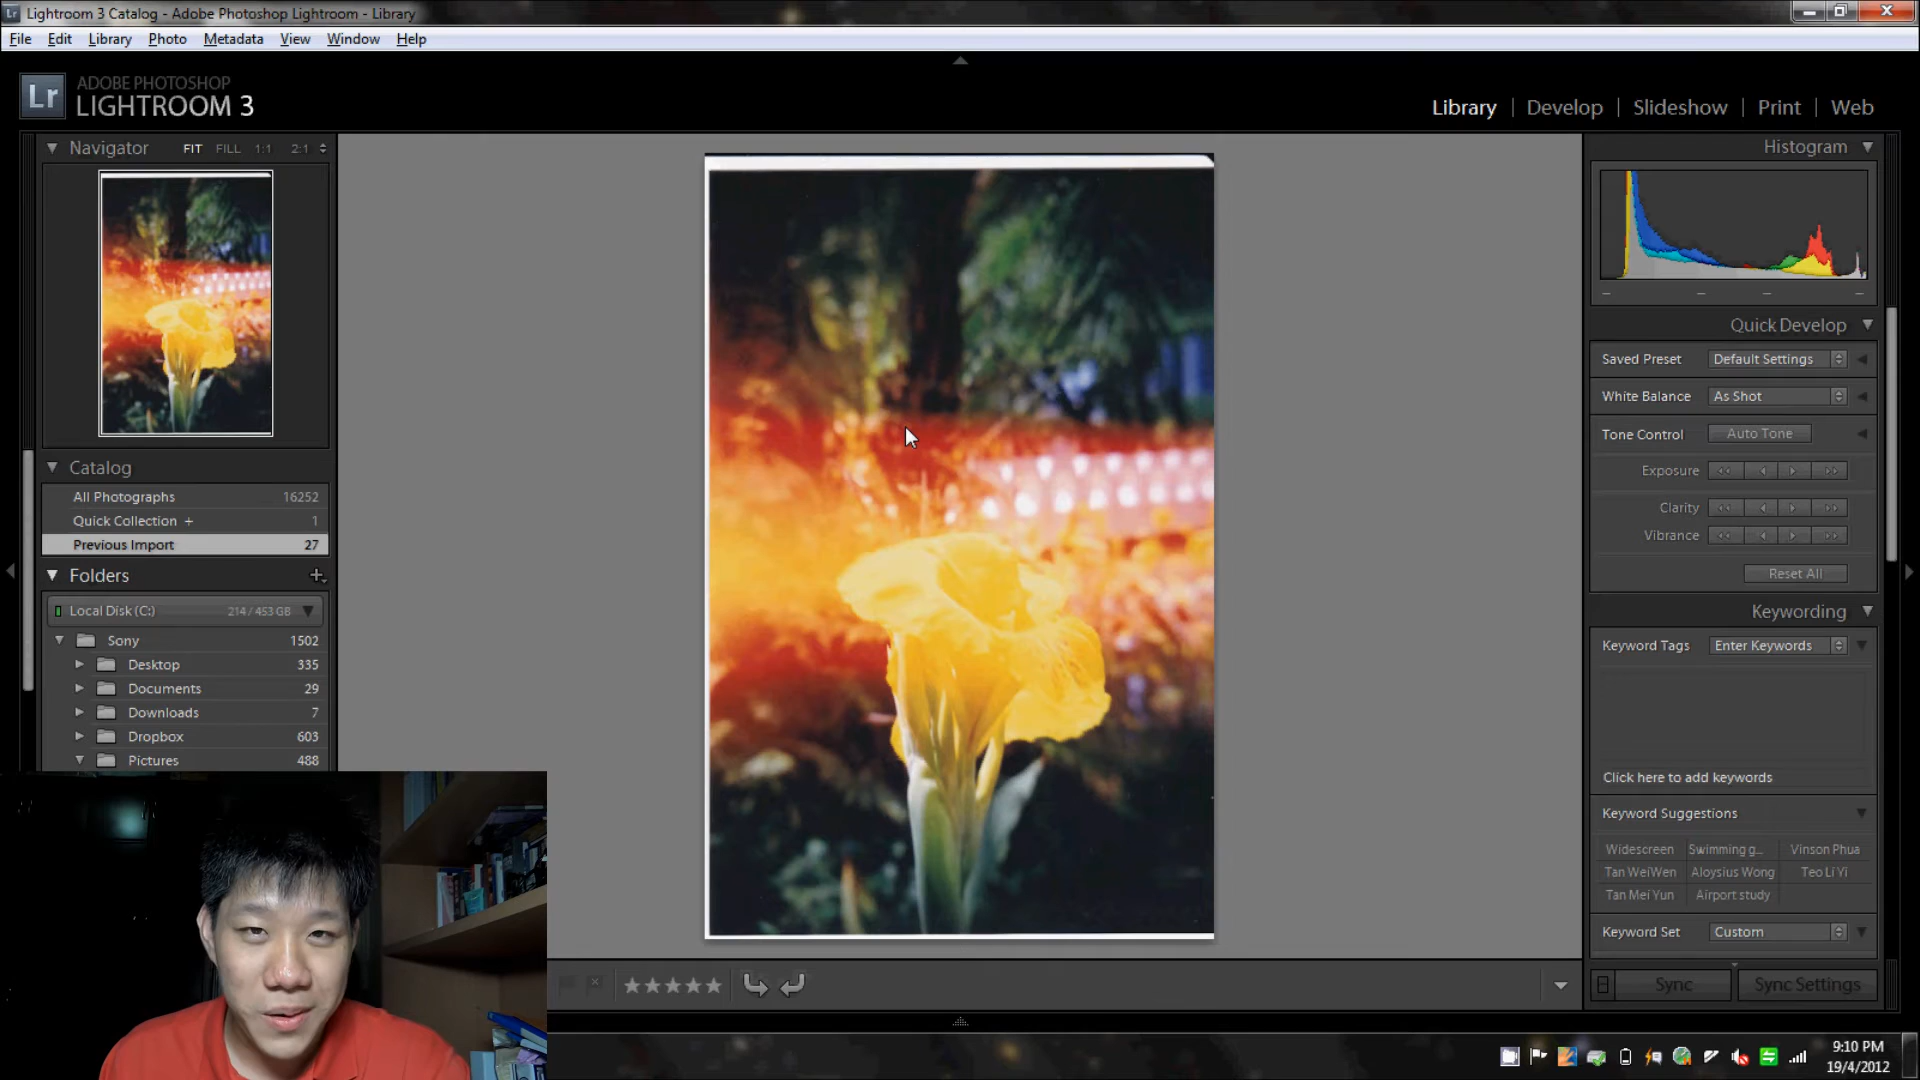 Lightroom 3 Catalog - Adobe Photoshop Lightroom - Library
File Edit Library Photo Metadata View Window Help
Lr ADOBE PHOTOSHOP
LIGHTROOM 3
Library | Develop | Slideshow | Print | Web
Navigator FIT FILL 1:1 2:1
Catalog
All Photographs 16252
Quick Collection + 1
Previous Import 27
Folders +
Local Disk (C:) 214 / 453 GB
Sony 1502
Desktop 335
Documents 29
Downloads 7
Dropbox 603
Pictures 488
Histogram
Quick Develop
Saved Preset Default Settings
White Balance As Shot
Tone Control Auto Tone
Exposure
Clarity
Vibrance
Reset All
Keywording
Keyword Tags Enter Keywords
Click here to add keywords
Keyword Suggestions
Widescreen Swimming g... Vinson Phua
Tan WeiWen Aloysius Wong Teo Li Yi
Tan Mei Yun Airport study
Keyword Set Custom
Sync Sync Settings
9:10 PM
19/4/2012